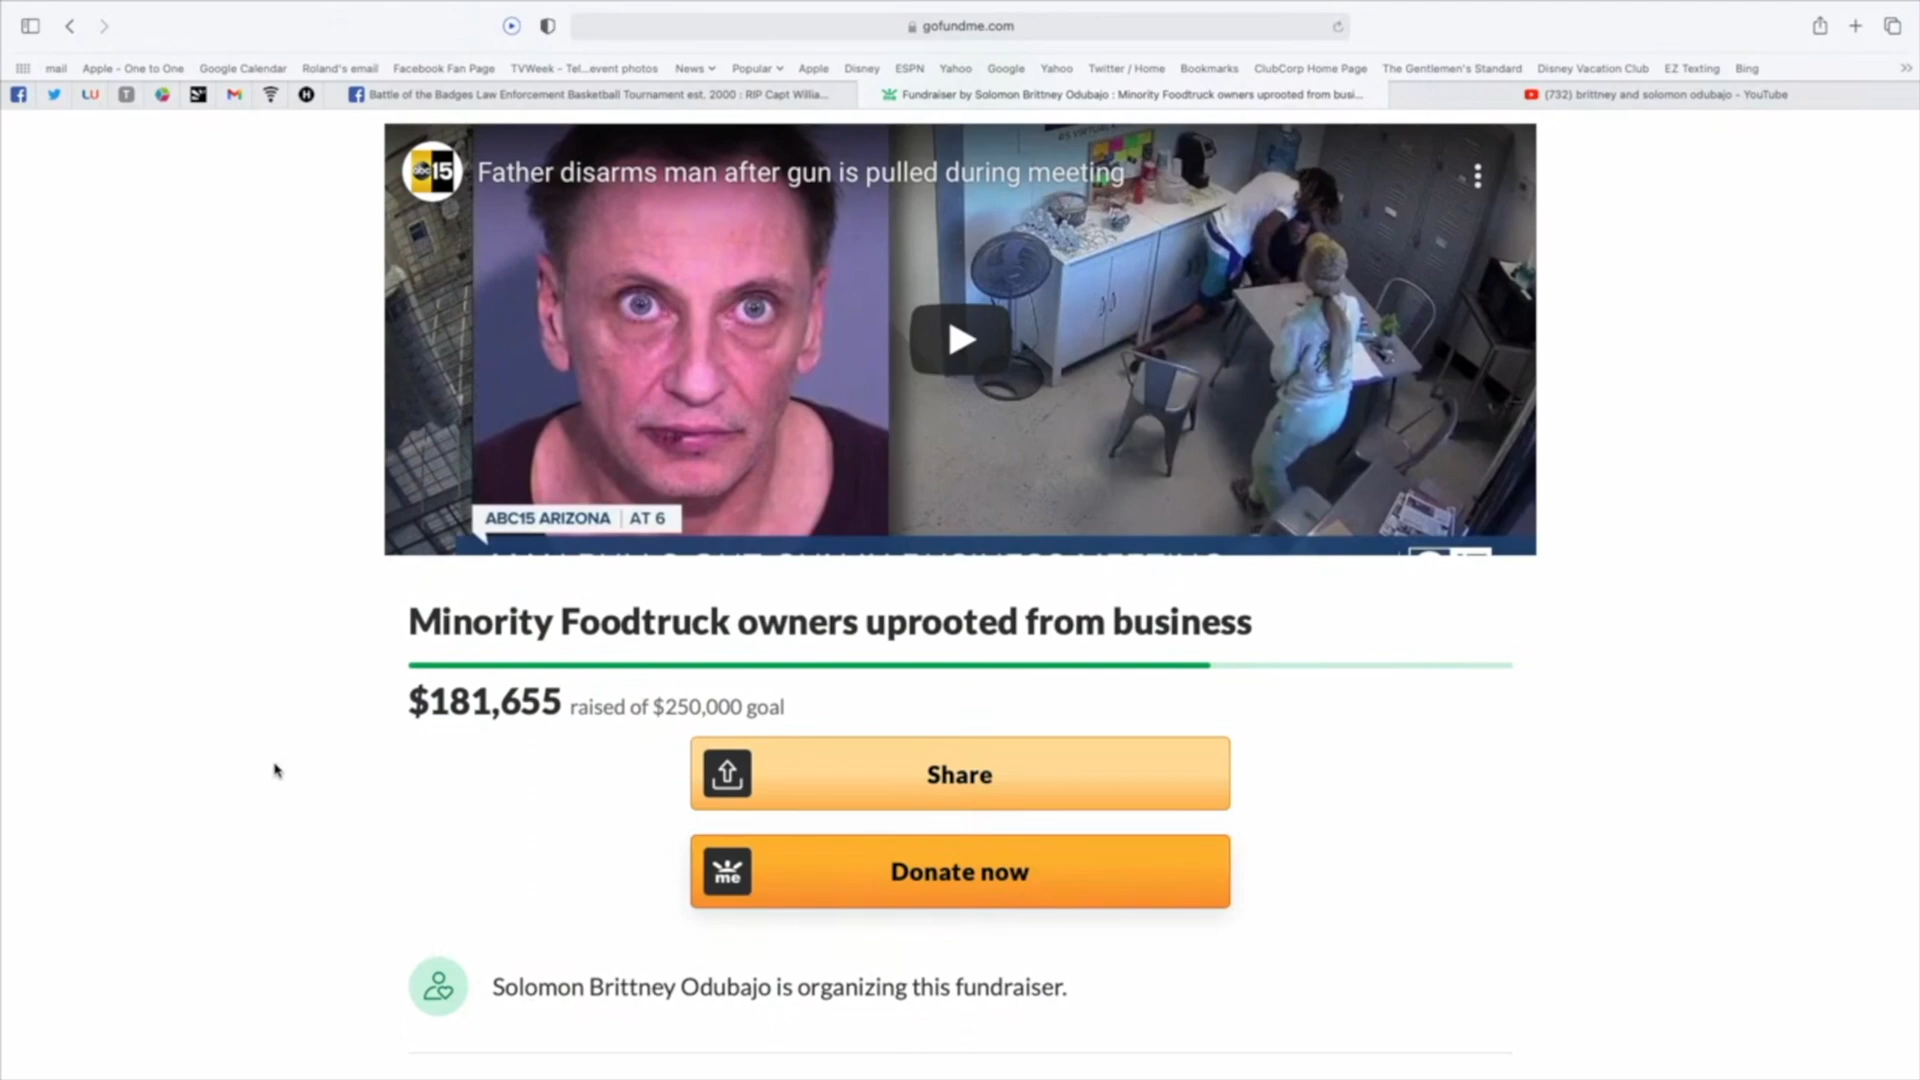 gofundme.com
mail Apple - One to One Google Calendar Roland's email Facebook Fan Page TVWeek - Tel...event photos News Popular Apple Disney ESPN Yahoo Google Yahoo Twitter / Home Bookmarks ClubCorp Home Page The Gentlemen's Standard Disney Vacation Club EZ Texting Bing
LU T H Battle of the Badges Law Enforcement Basketball Tournament est. 2000 : RIP Capt Willia... Fundraiser by Solomon Brittney Odubajo : Minority Foodtruck owners uprooted from busi... (732) brittney and solomon odubajo - YouTube
abc15 Father disarms man after gun is pulled during meeting
ABC15 ARIZONA AT 6
Minority Foodtruck owners uprooted from business
$181,655 raised of $250,000 goal
Share
me Donate now
Solomon Brittney Odubajo is organizing this fundraiser.